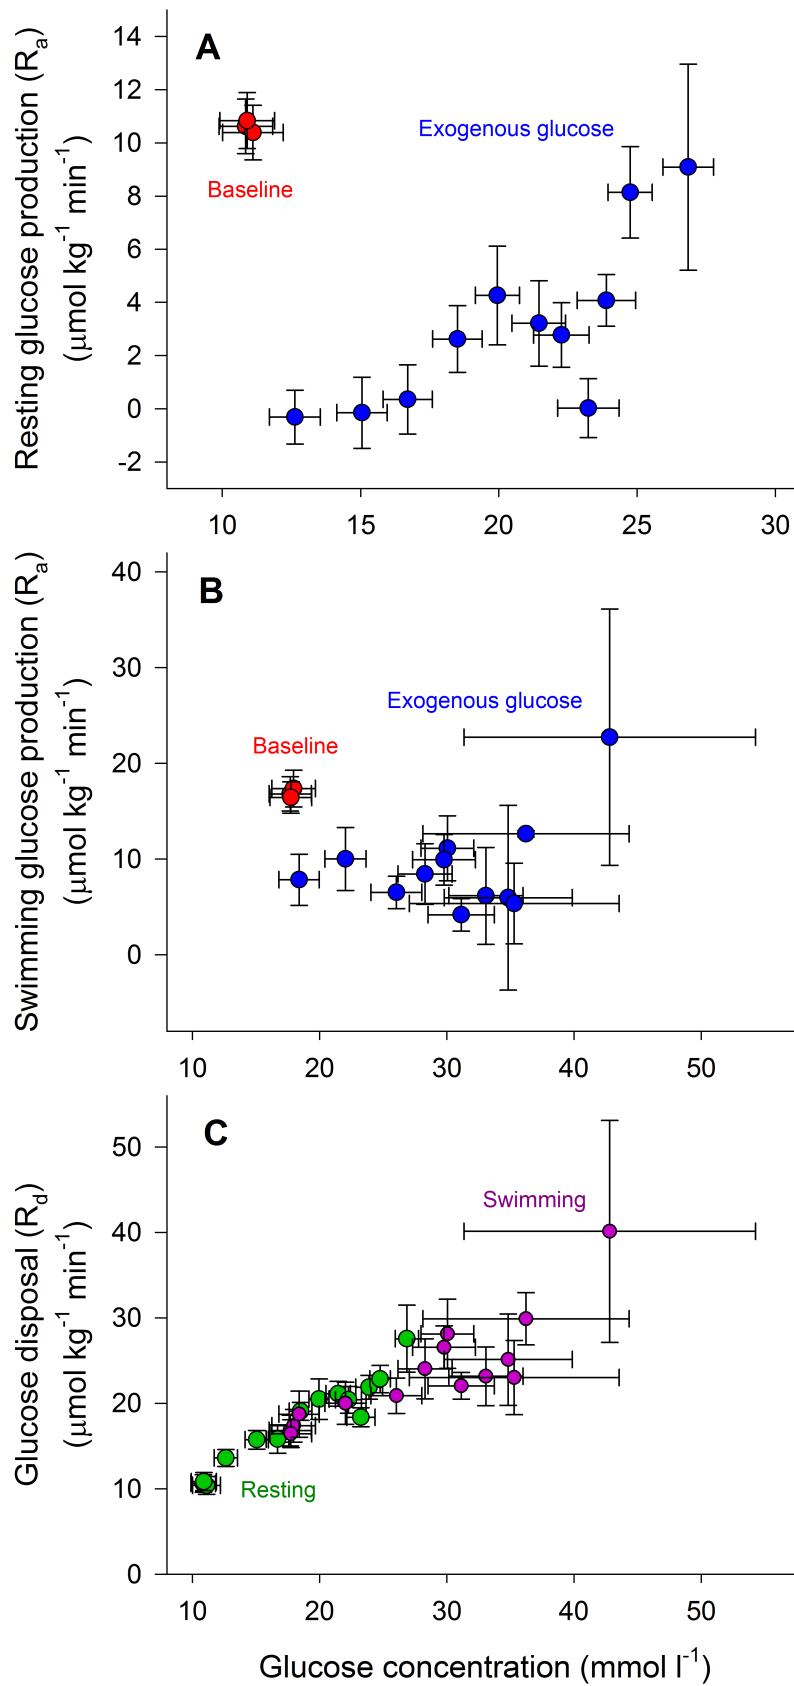 A
Resting glucose production (Rₐ)
(μmol kg⁻¹ min⁻¹)
14
12
10
8
6
4
2
0
-2
Exogenous glucose
Baseline
10 15 20 25 30
B
Swimming glucose production (Rₐ)
(μmol kg⁻¹ min⁻¹)
40
30
20
10
0
Exogenous glucose
Baseline
10 20 30 40 50
C
Glucose disposal (R_d)
(μmol kg⁻¹ min⁻¹)
50
40
30
20
10
0
Swimming
Resting
10 20 30 40 50
Glucose concentration (mmol l⁻¹)